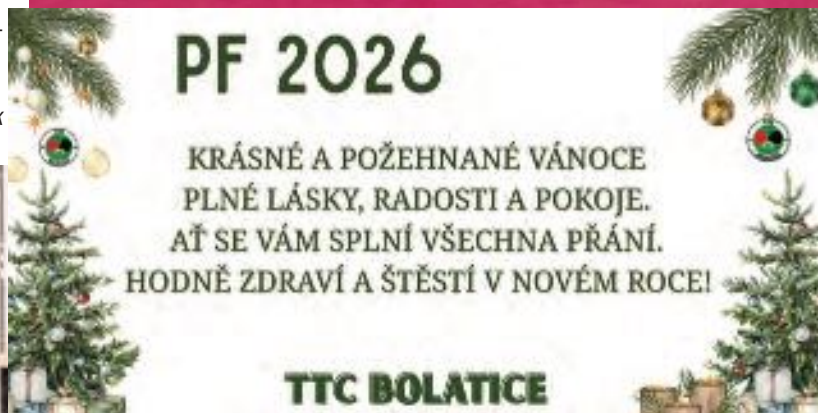 PF 2026
KRÁSNÉ A POŽEHNANÉ VÁNOCE
PLNÉ LÁSKY, RADOSTI A POKOJE.
AŤ SE VÁM SPLNÍ VŠECHNA PŘÁNÍ.
HODNĚ ZDRAVÍ A ŠTĚSTÍ V NOVÉM ROCE!
TTC BOLATICE